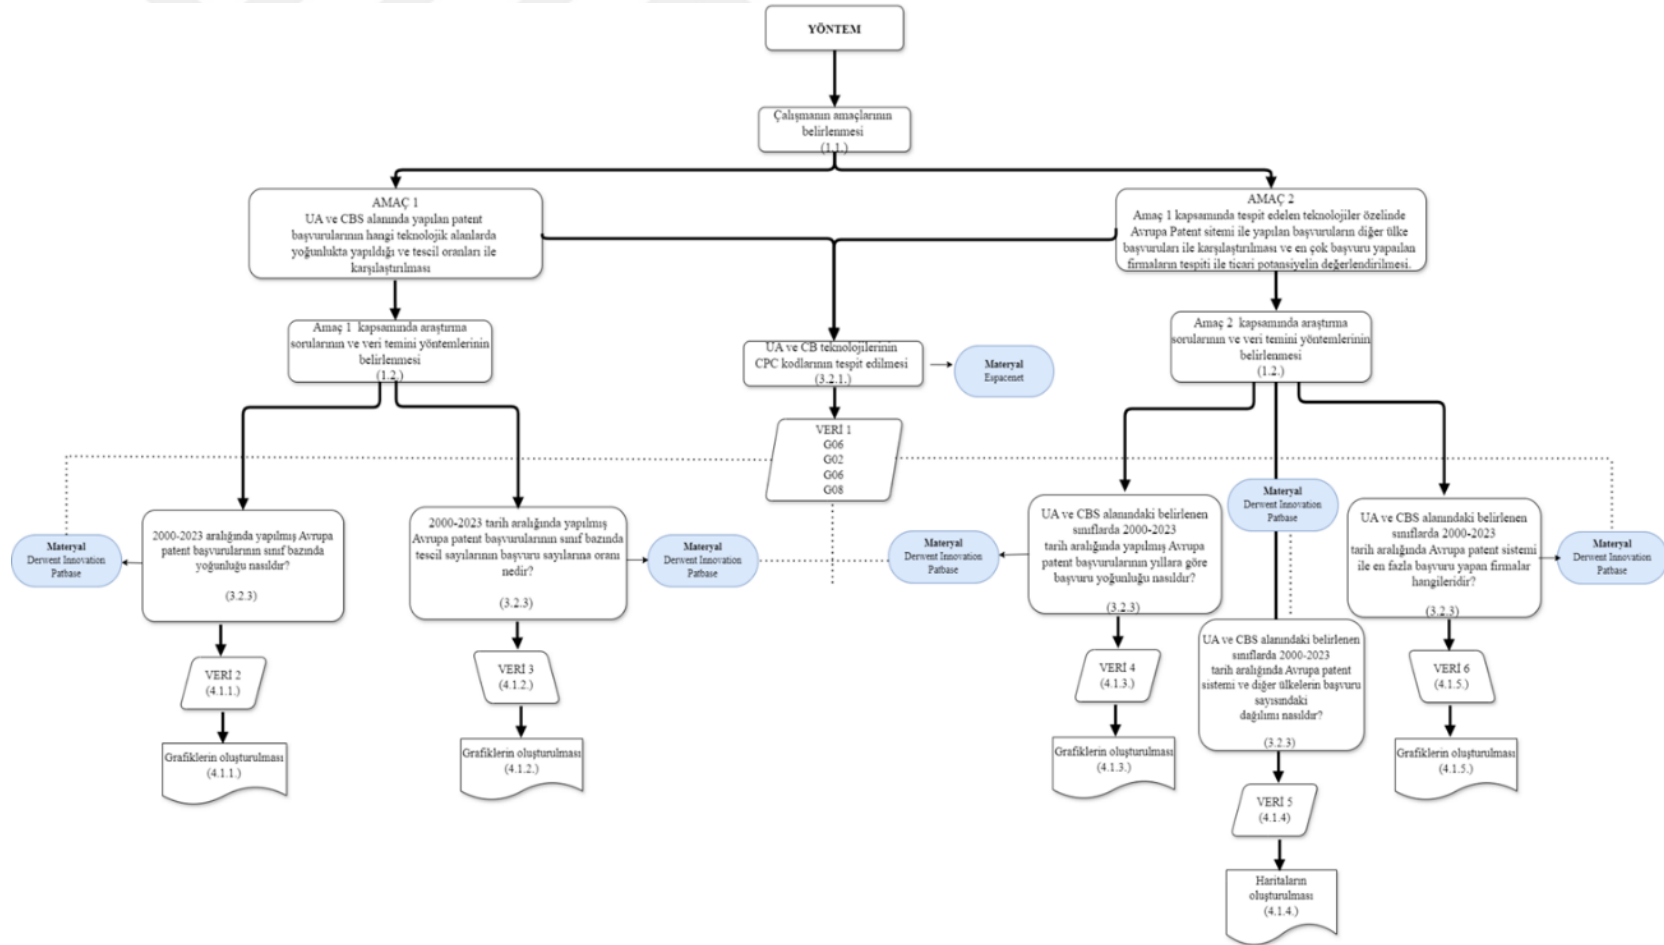 YÖNTEM
Çalışmanın amaçlarının
belirlenmesi
(1.1.)
AMAÇ 1
UA ve CBS alanında yapılan patent
başvurularının hangi teknolojik alanlarda
yoğunlukta yapıldığı ve tescil oranları ile
karşılaştırılması
AMAÇ 2
Amaç 1 kapsamında tespit edelen teknolojiler özelinde
Avrupa Patent sitemi ile yapılan başvuruların diğer ülke
başvuruları ile karşılaştırılması ve en çok başvuru yapaılan
firmaların tespiti ile ticari potansiyelin değerlendirilmesi.
Amaç 1 kapsamında araştırma
sorularının ve veri temini yöntemlerinin
belirlenmesi
(1.2.)
UA ve CB teknolojilerinin
CPC kodlarının tespit edilmesi
(3.2.1.)
Materyal
Espacenet
Amaç 2 kapsamında araştırma
sorularının ve veri temini yöntemlerinin
belirlenmesi
(1.2.)
VERİ 1
G06
G02
G06
G08
Materyal
Derwent Innovation
Patbase
2000-2023 aralığında yapılmış Avrupa
patent başvurularının sınıf bazında
yoğunluğu nasıldır?
(3.2.3)
2000-2023 tarih aralığında yapılmış
Avrupa patent başvurularının sınıf bazında
tescil sayılarının başvuru sayılarına oranı
nedir?
(3.2.3)
Materyal
Derwent Innovation
Patbase
Materyal
Derwent Innovation
Patbase
UA ve CBS alanındaki belirlenen
sınıflarda 2000-2023
tarih aralığında yapılmış Avrupa
patent başvurularının yıllara göre
başvuru yoğunluğu nasıldır?
(3.2.3)
Materyal
Derwent Innovation
Patbase
UA ve CBS alanındaki belirlenen
sınıflarda 2000-2023
tarih aralığında Avrupa patent sistemi
ile en fazla başvuru yapan firmalar
hangileridir?
(3.2.3)
Materyal
Derwent Innovation
Patbase
UA ve CBS alanındaki belirlenen
sınıflarda 2000-2023
tarih aralığında Avrupa patent
sistemi ve diğer ülkelerin başvuru
sayısındaki
dağılımı nasıldır?
(3.2.3)
VERİ 2
(4.1.1.)
VERİ 3
(4.1.2.)
VERİ 4
(4.1.3.)
VERİ 6
(4.1.5.)
Grafiklerin oluşturulması
(4.1.1.)
Grafiklerin oluşturulması
(4.1.2.)
Grafiklerin oluşturulması
(4.1.3.)
Grafiklerin oluşturulması
(4.1.5.)
VERİ 5
(4.1.4)
Haritaların
oluşturulması
(4.1.4.)